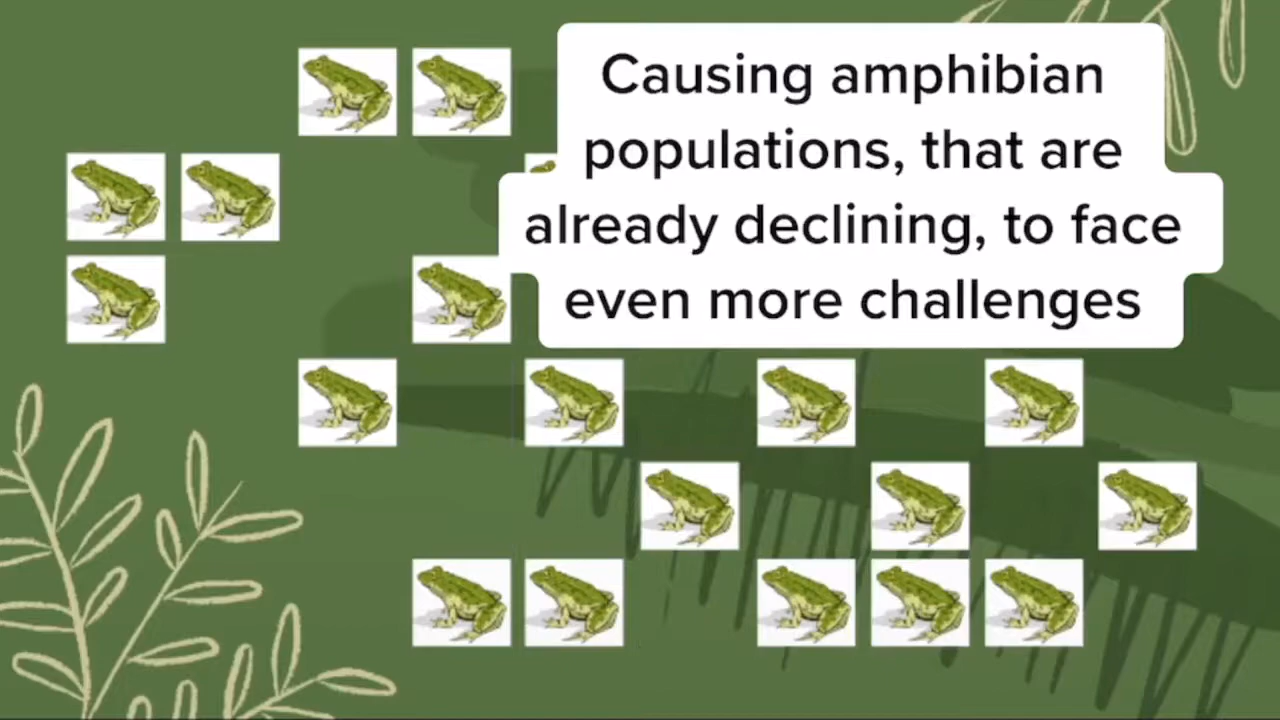 Causing amphibian
populations, that are
already declining, to face
even more challenges